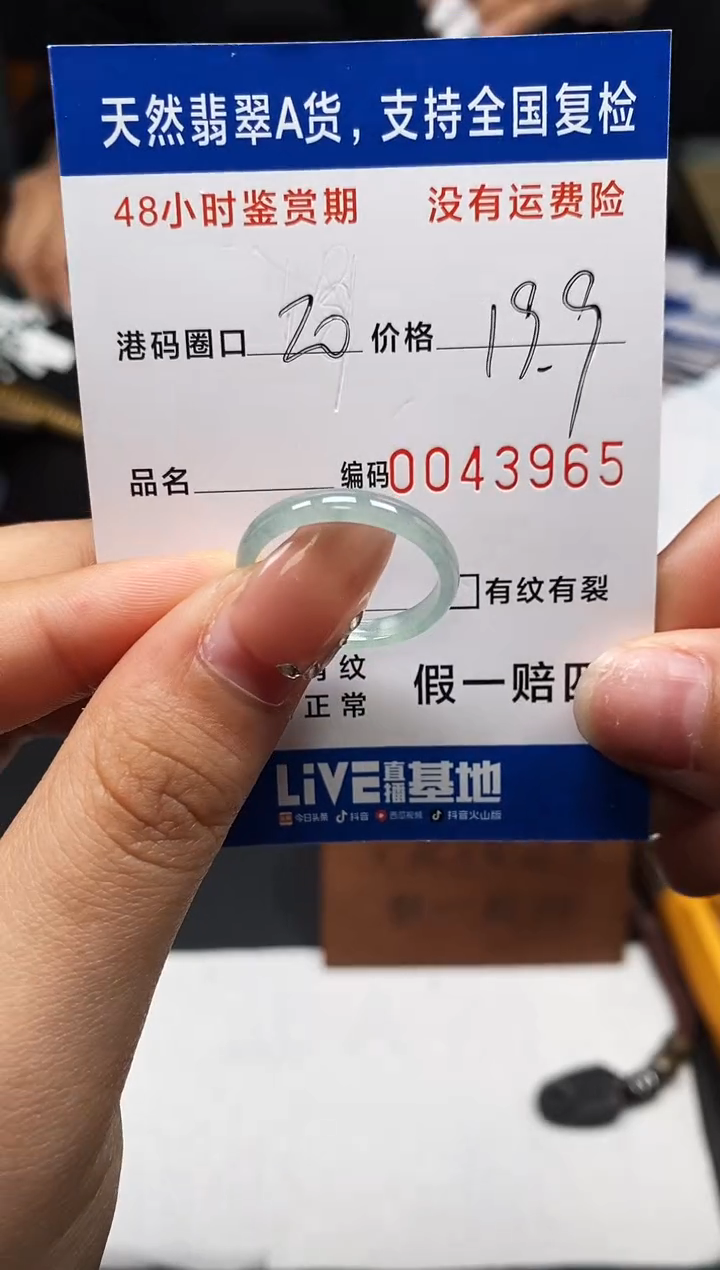 天然翡翠A货，支持全国复检
48小时鉴赏期 没有运费险
港码圈口 20 价格 19.9
品名 编码0043965
有纹有裂
纹
正常 假一赔
LiVE直播基地
今日头条 抖音 西瓜视频 抖音火山版